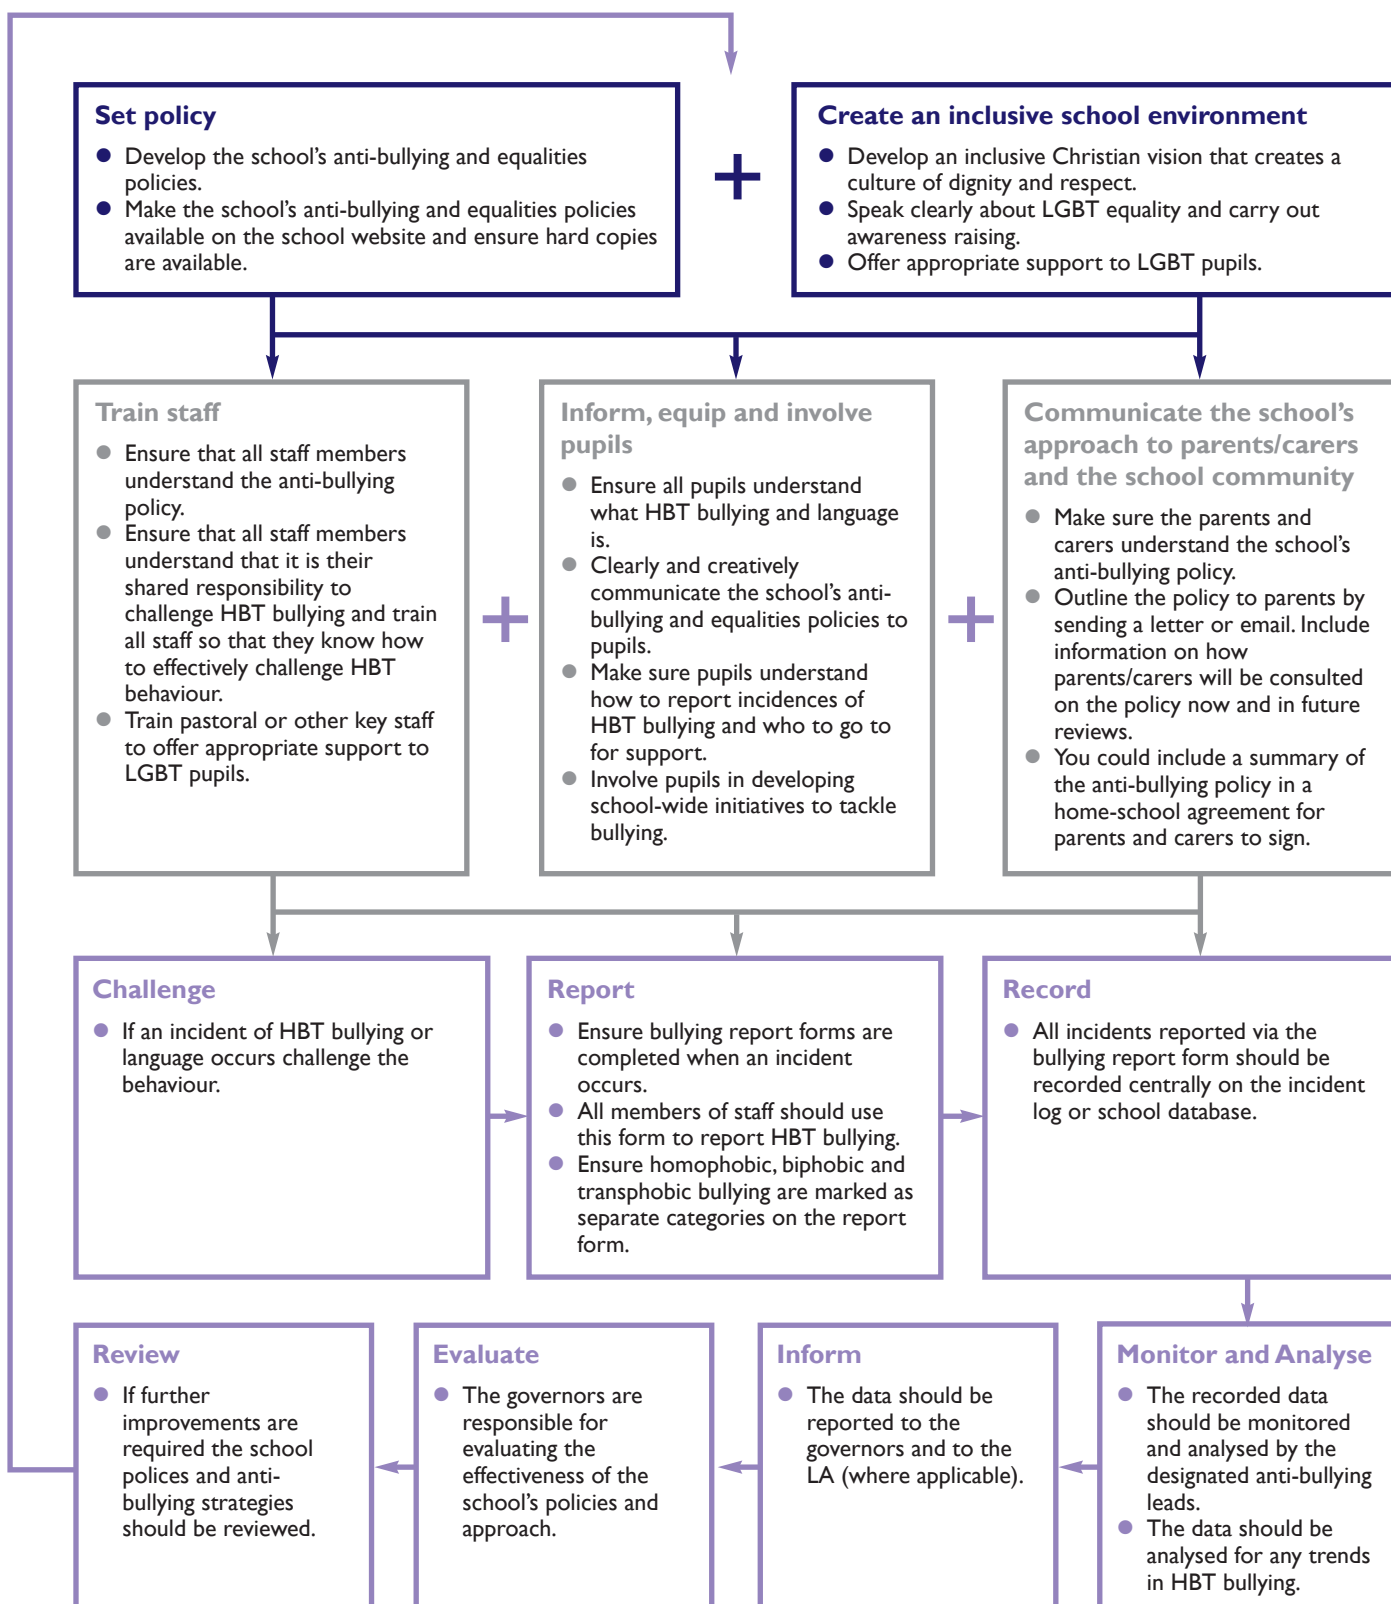 Set policy
● Develop the school’s anti-bullying and equalities
policies.
● Make the school’s anti-bullying and equalities policies
available on the school website and ensure hard copies
are available.
+
Create an inclusive school environment
● Develop an inclusive Christian vision that creates a
culture of dignity and respect.
● Speak clearly about LGBT equality and carry out
awareness raising.
● Offer appropriate support to LGBT pupils.
Train staff
● Ensure that all staff members
understand the anti-bullying
policy.
● Ensure that all staff members
understand that it is their
shared responsibility to
challenge HBT bullying and train
all staff so that they know how
to effectively challenge HBT
behaviour.
● Train pastoral or other key staff
to offer appropriate support to
LGBT pupils.
+
Inform, equip and involve
pupils
● Ensure all pupils understand
what HBT bullying and language
is.
● Clearly and creatively
communicate the school’s anti-
bullying and equalities policies to
pupils.
● Make sure pupils understand
how to report incidences of
HBT bullying and who to go to
for support.
● Involve pupils in developing
school-wide initiatives to tackle
bullying.
+
Communicate the school’s
approach to parents/carers
and the school community
● Make sure the parents and
carers understand the school’s
anti-bullying policy.
● Outline the policy to parents by
sending a letter or email. Include
information on how
parents/carers will be consulted
on the policy now and in future
reviews.
● You could include a summary of
the anti-bullying policy in a
home-school agreement for
parents and carers to sign.
Challenge
● If an incident of HBT bullying or
language occurs challenge the
behaviour.
Report
● Ensure bullying report forms are
completed when an incident
occurs.
● All members of staff should use
this form to report HBT bullying.
● Ensure homophobic, biphobic and
transphobic bullying are marked as
separate categories on the report
form.
Record
● All incidents reported via the
bullying report form should be
recorded centrally on the incident
log or school database.
Review
● If further
improvements are
required the school
polices and anti-
bullying strategies
should be reviewed.
Evaluate
● The governors are
responsible for
evaluating the
effectiveness of the
school’s policies and
approach.
Inform
● The data should be
reported to the
governors and to the
LA (where applicable).
Monitor and Analyse
● The recorded data
should be monitored
and analysed by the
designated anti-bullying
leads.
● The data should be
analysed for any trends
in HBT bullying.